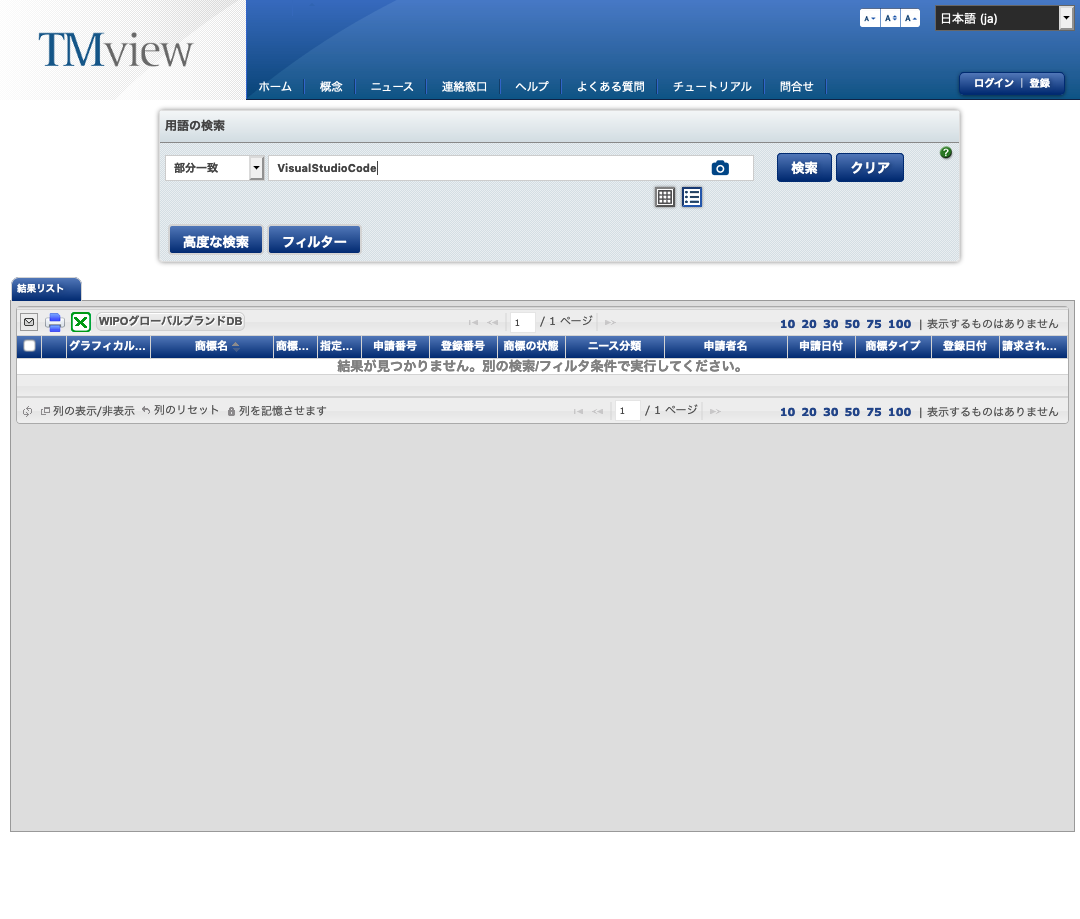 TMview
A A A
日本語 (ja)
ホーム 概念 ニュース 連絡窓口 ヘルプ よくある質問 チュートリアル 問合せ
ログイン | 登録
用語の検索
部分一致 VisualStudioCode 検索 クリア
?
高度な検索 フィルター
結果リスト
WIPOグローバルブランドDB 1 / 1 ページ 10 20 30 50 75 100 | 表示するものはありません
グラフィカル... 商標名 商標... 指定... 申請番号 登録番号 商標の状態 ニース分類 申請者名 申請日付 商標タイプ 登録日付 請求され...
結果が見つかりません。別の検索/フィルタ条件で実行してください。
列の表示/非表示 列のリセット 列を記憶させます 1 / 1 ページ 10 20 30 50 75 100 | 表示するものはありません